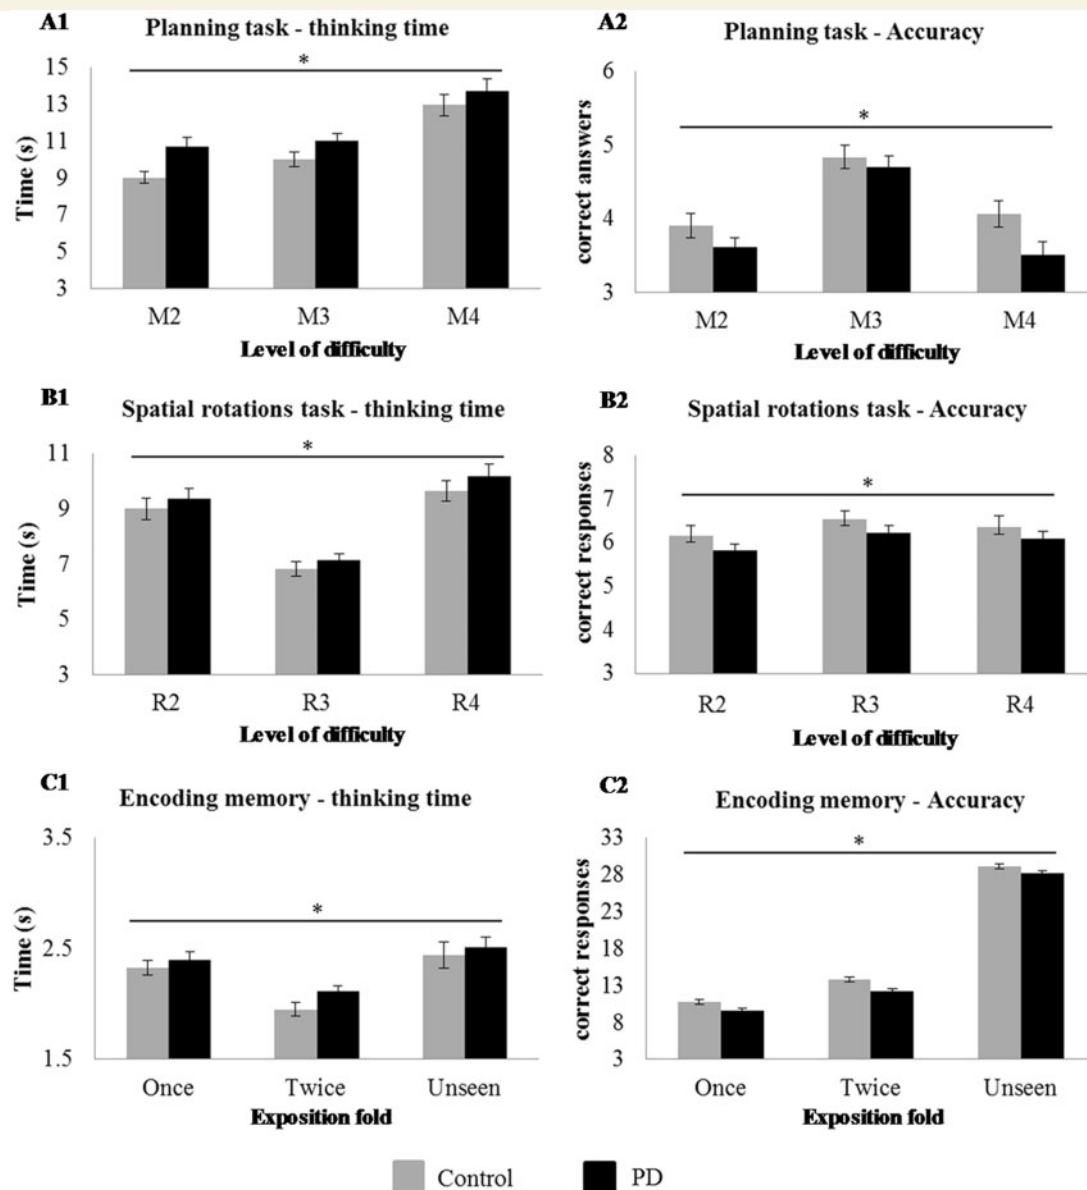 A1
Planning task - thinking time
*
15
13
11
9
7
5
3
Time (s)
M2 M3 M4
Level of difficulty
A2
Planning task - Accuracy
*
6
5
4
3
correct answers
M2 M3 M4
Level of difficulty
B1
Spatial rotations task - thinking time
*
11
9
7
5
3
Time (s)
R2 R3 R4
Level of difficulty
B2
Spatial rotations task - Accuracy
*
8
7
6
5
4
3
correct responses
R2 R3 R4
Level of difficulty
C1
Encoding memory - thinking time
*
3.5
2.5
1.5
Time (s)
Once Twice Unseen
Exposition fold
C2
Encoding memory - Accuracy
*
33
28
23
18
13
8
3
correct responses
Once Twice Unseen
Exposition fold
Control PD